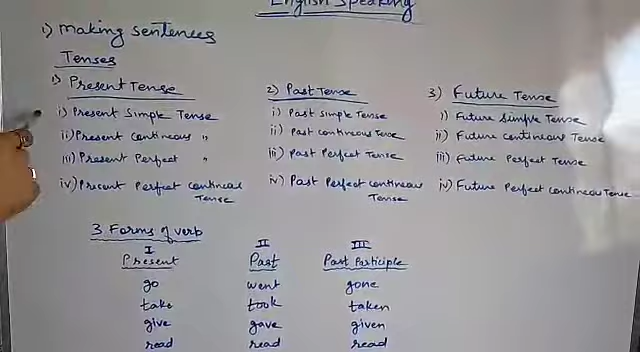 English Speaking
1) Making sentences
Tenses
1) Present Tense
i) Present Simple Tense
ii) Present Contineous "
iii) Present Perfect "
iv) Present Perfect contineous Tense
2) Past Tense
i) Past Simple Tense
ii) Past continuous Tense
iii) Past Perfect Tense
iv) Past Perfect continuous Tense
3) Future Tense
i) Future Simple Tense
ii) Future continuous Tense
iii) Future Perfect Tense
iv) Future Perfect continuous Tense
3 Forms of verb
I II III
Present Past Past Participle
go went gone
take took taken
give gave given
read read read